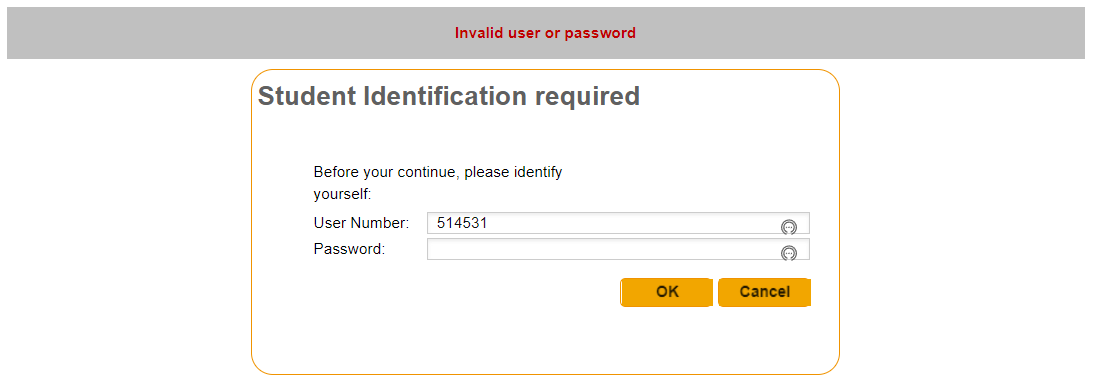 Invalid user or password
Student Identification required
Before your continue, please identify
yourself:
User Number: 514531
Password:
OK Cancel